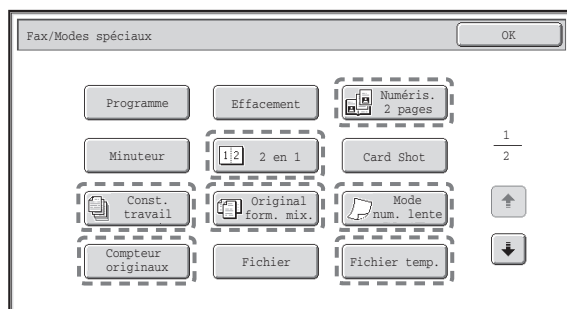 Fax/Modes spéciaux
OK
Programme
Effacement
Numéris.
2 pages
Minuteur
1 2
2 en 1
Card Shot
1
2
Const.
travail
Original
form. mix.
Mode
num. lente
Compteur
originaux
Fichier
Fichier temp.